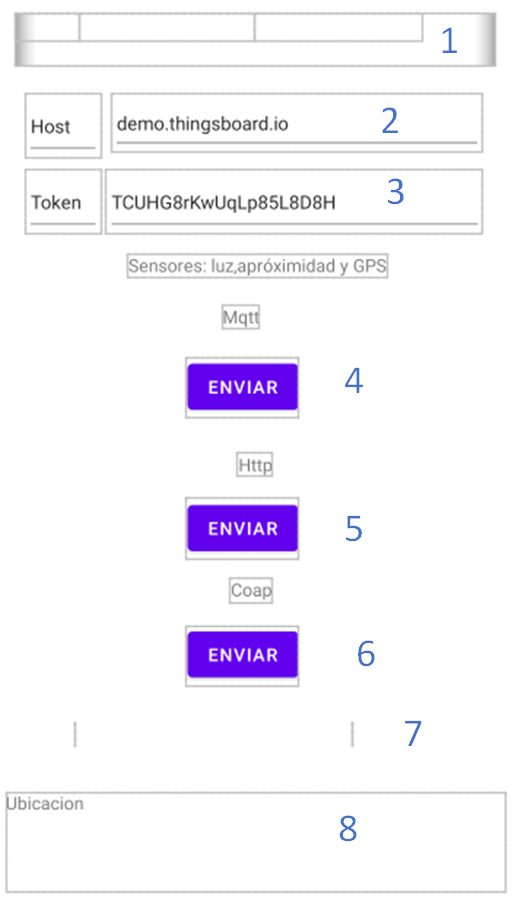 1
Host demo.thingsboard.io 2
Token TCUHG8rKwUqLp85L8D8H 3
Sensores: luz,apróximidad y GPS
Mqtt
ENVIAR 4
Http
ENVIAR 5
Coap
ENVIAR 6
7
Ubicacion
8